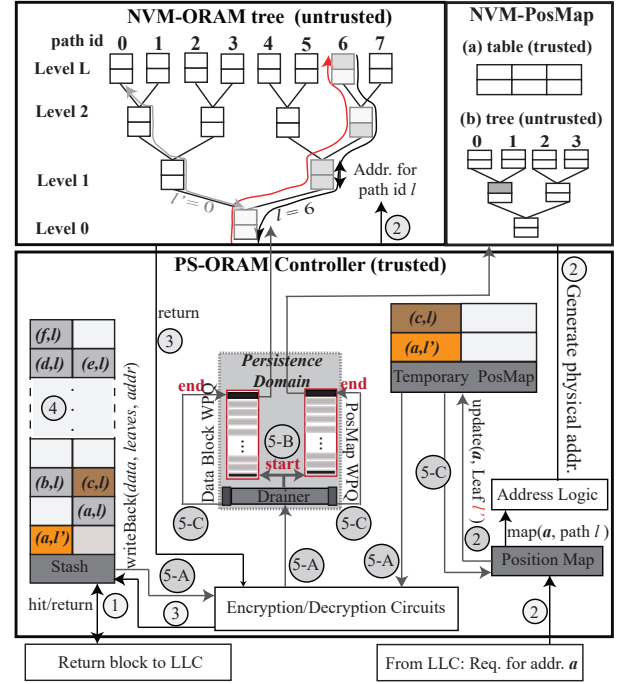 NVM-ORAM tree (untrusted)
path id 0 1 2 3 4 5 6 7
Level L
Level 2
Level 1
Level 0
l'=0
l = 6
Addr. for
path id l
2
NVM-PosMap
(a) table (trusted)
(b) tree (untrusted)
0 1 2 3
PS-ORAM Controller (trusted)
return
3
(f,l)
(d,l) (e,l)
4
(b,l) (c,l)
(a,l)
(a,l')
Stash
writeBack(data, leaves, addr)
hit/return
1
Persistence
Domain
end
end
Data Block WPQ
PosMap WPQ
5-B
start
Drainer
5-C
5-C
5-A
5-A
5-A
3
Encryption/Decryption Circuits
(c,l)
(a,l')
Temporary PosMap
5-C
update(a, Leaf l')
2
2
Generate physical addr.
Address Logic
map(a, path l )
Position Map
2
Return block to LLC
From LLC: Req. for addr. a